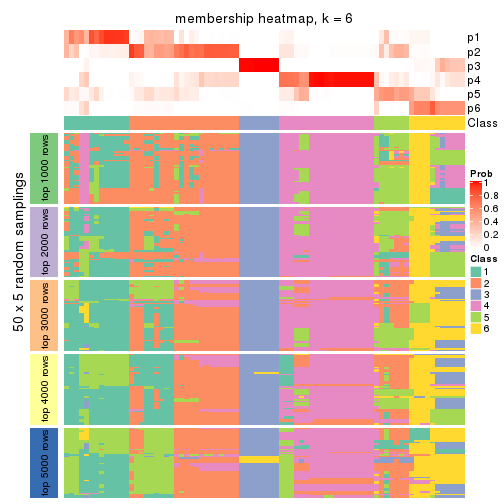 membership heatmap, k = 6
p1
p2
p3
p4
p5
p6
Class
50 x 5 random samplings
top 1000 rows
top 2000 rows
top 3000 rows
top 4000 rows
top 5000 rows
Prob
1
0.8
0.6
0.4
0.2
0
Class
1
2
3
4
5
6